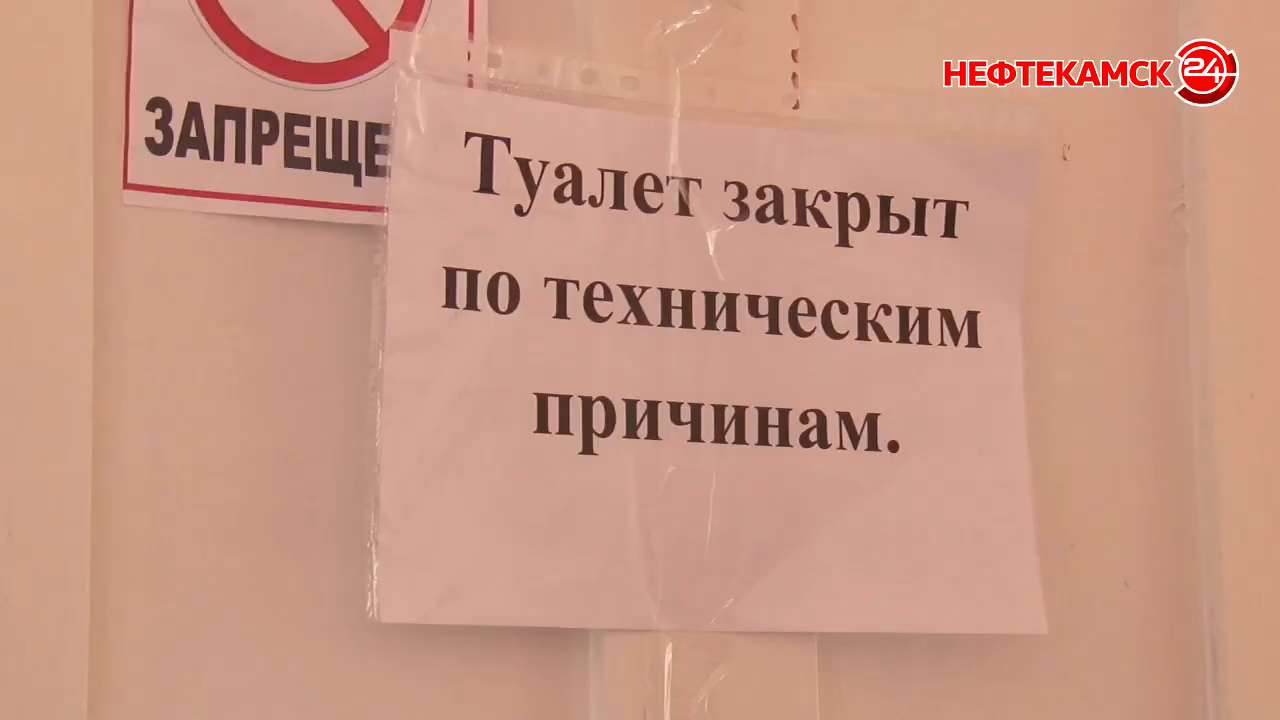 НЕФТЕКАМСК 24
ЗАПРЕЩЕ
Туалет закрыт
по техническим
причинам.